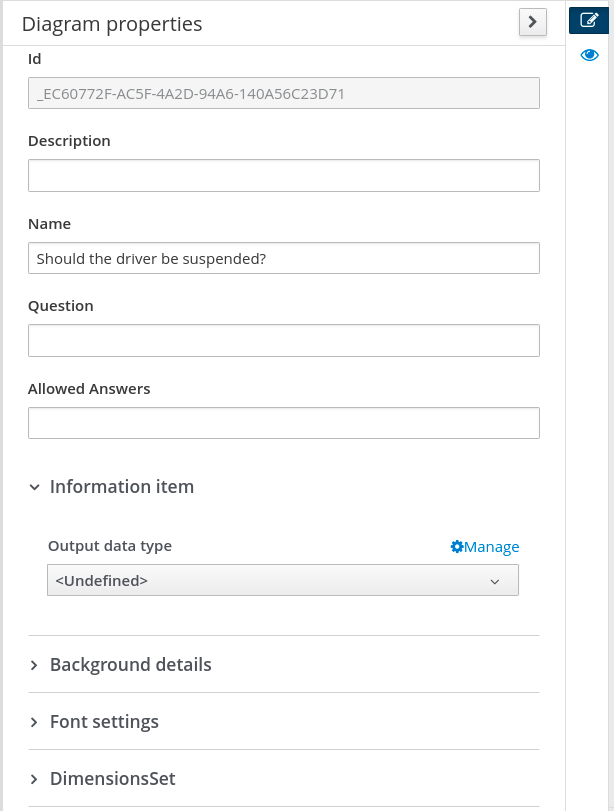 Diagram properties
Id
_EC60772F-AC5F-4A2D-94A6-140A56C23D71
Description
Name
Should the driver be suspended?
Question
Allowed Answers
Information item
Output data type
Manage
<Undefined>
Background details
Font settings
DimensionsSet